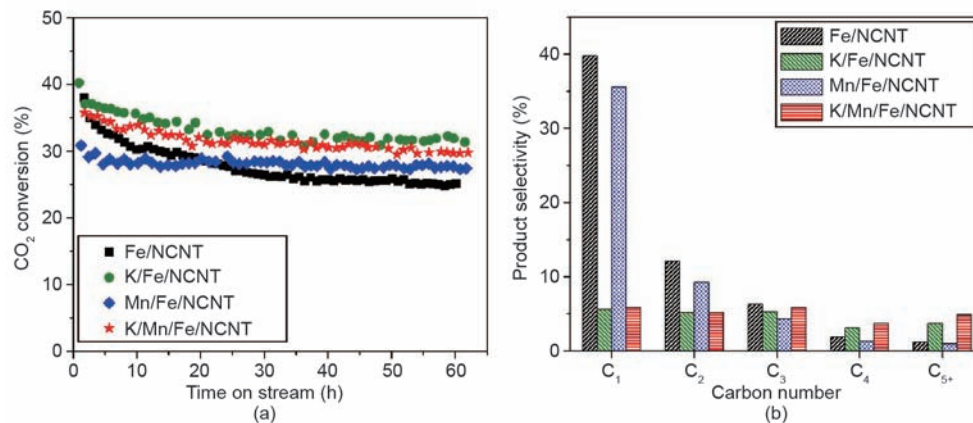 50
40
30
20
10
0
CO2 conversion (%)
Fe/NCNT
K/Fe/NCNT
Mn/Fe/NCNT
K/Mn/Fe/NCNT
0 10 20 30 40 50 60
Time on stream (h)
(a)
40
30
20
10
0
Product selectivity (%)
Fe/NCNT
K/Fe/NCNT
Mn/Fe/NCNT
K/Mn/Fe/NCNT
C1 C2 C3 C4 C5+
Carbon number
(b)